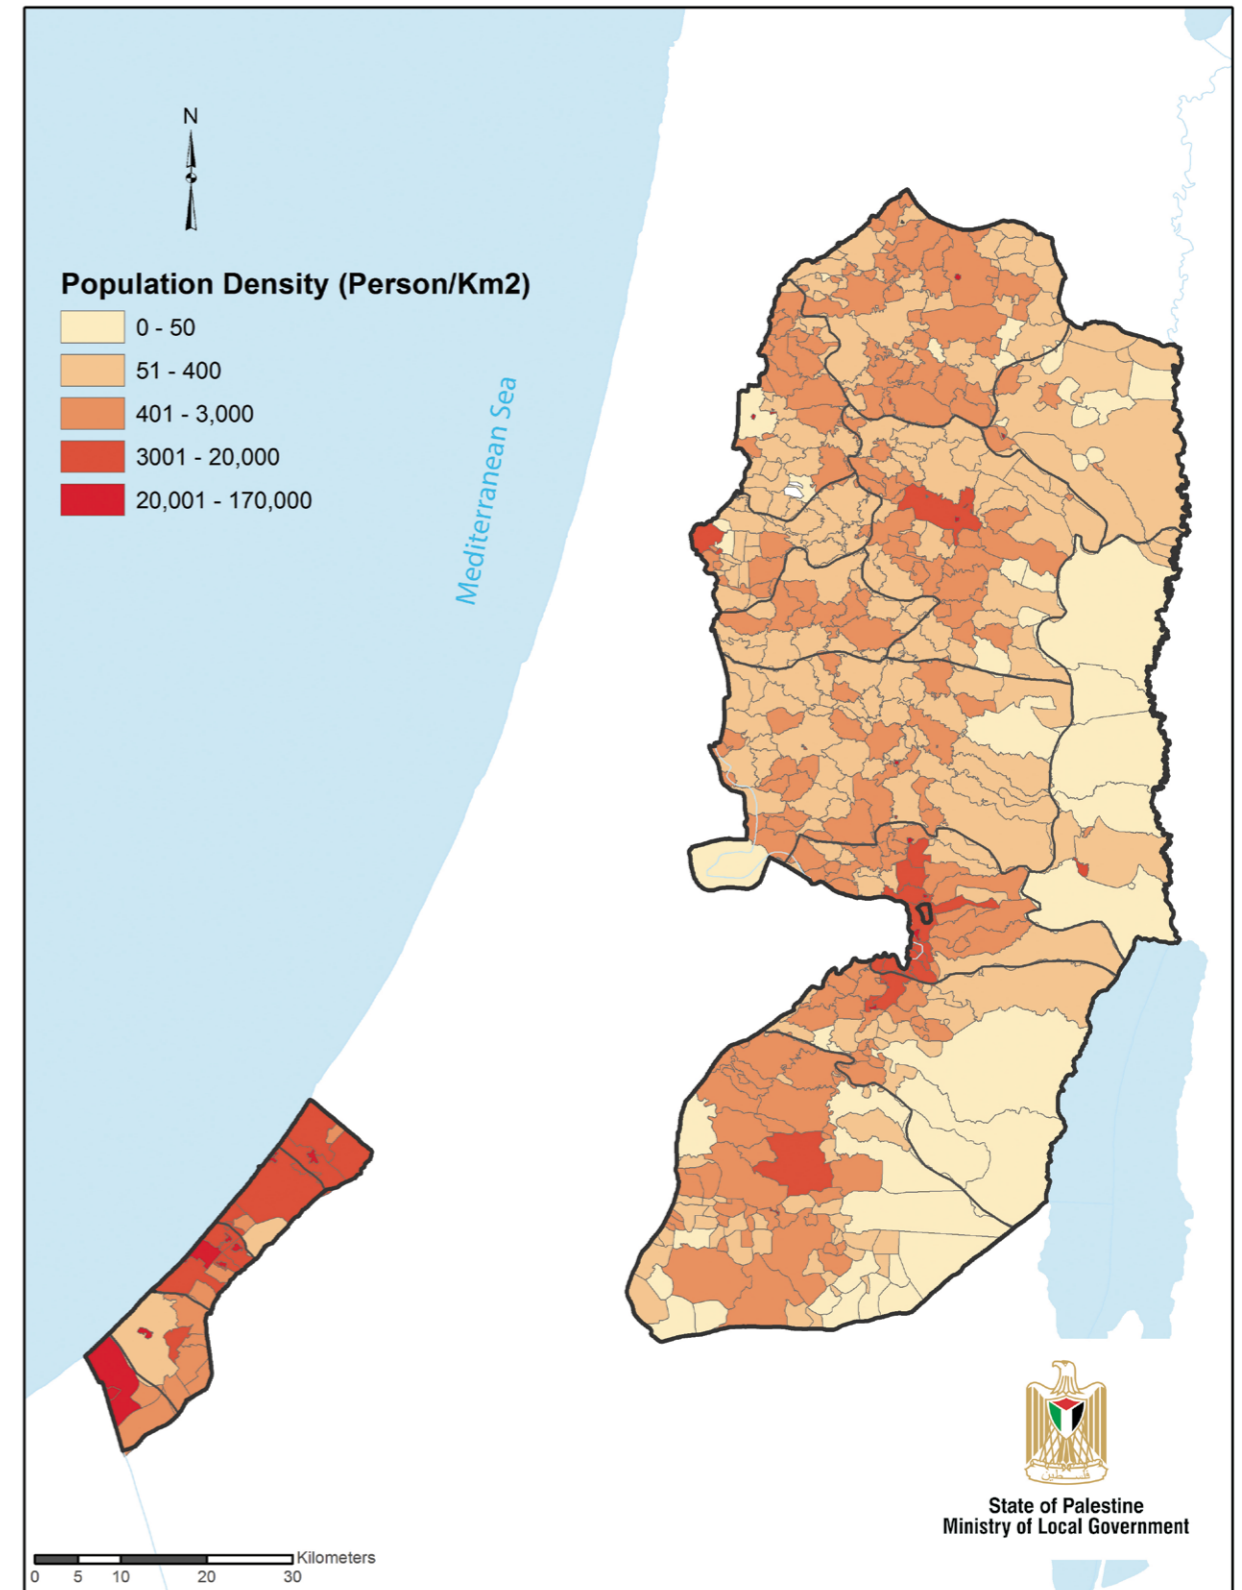 N
Population Density (Person/Km2)
0 - 50
51 - 400
401 - 3,000
3001 - 20,000
20,001 - 170,000
Mediterranean Sea
فلسطين
State of Palestine
Ministry of Local Government
Kilometers
0 5 10 20 30